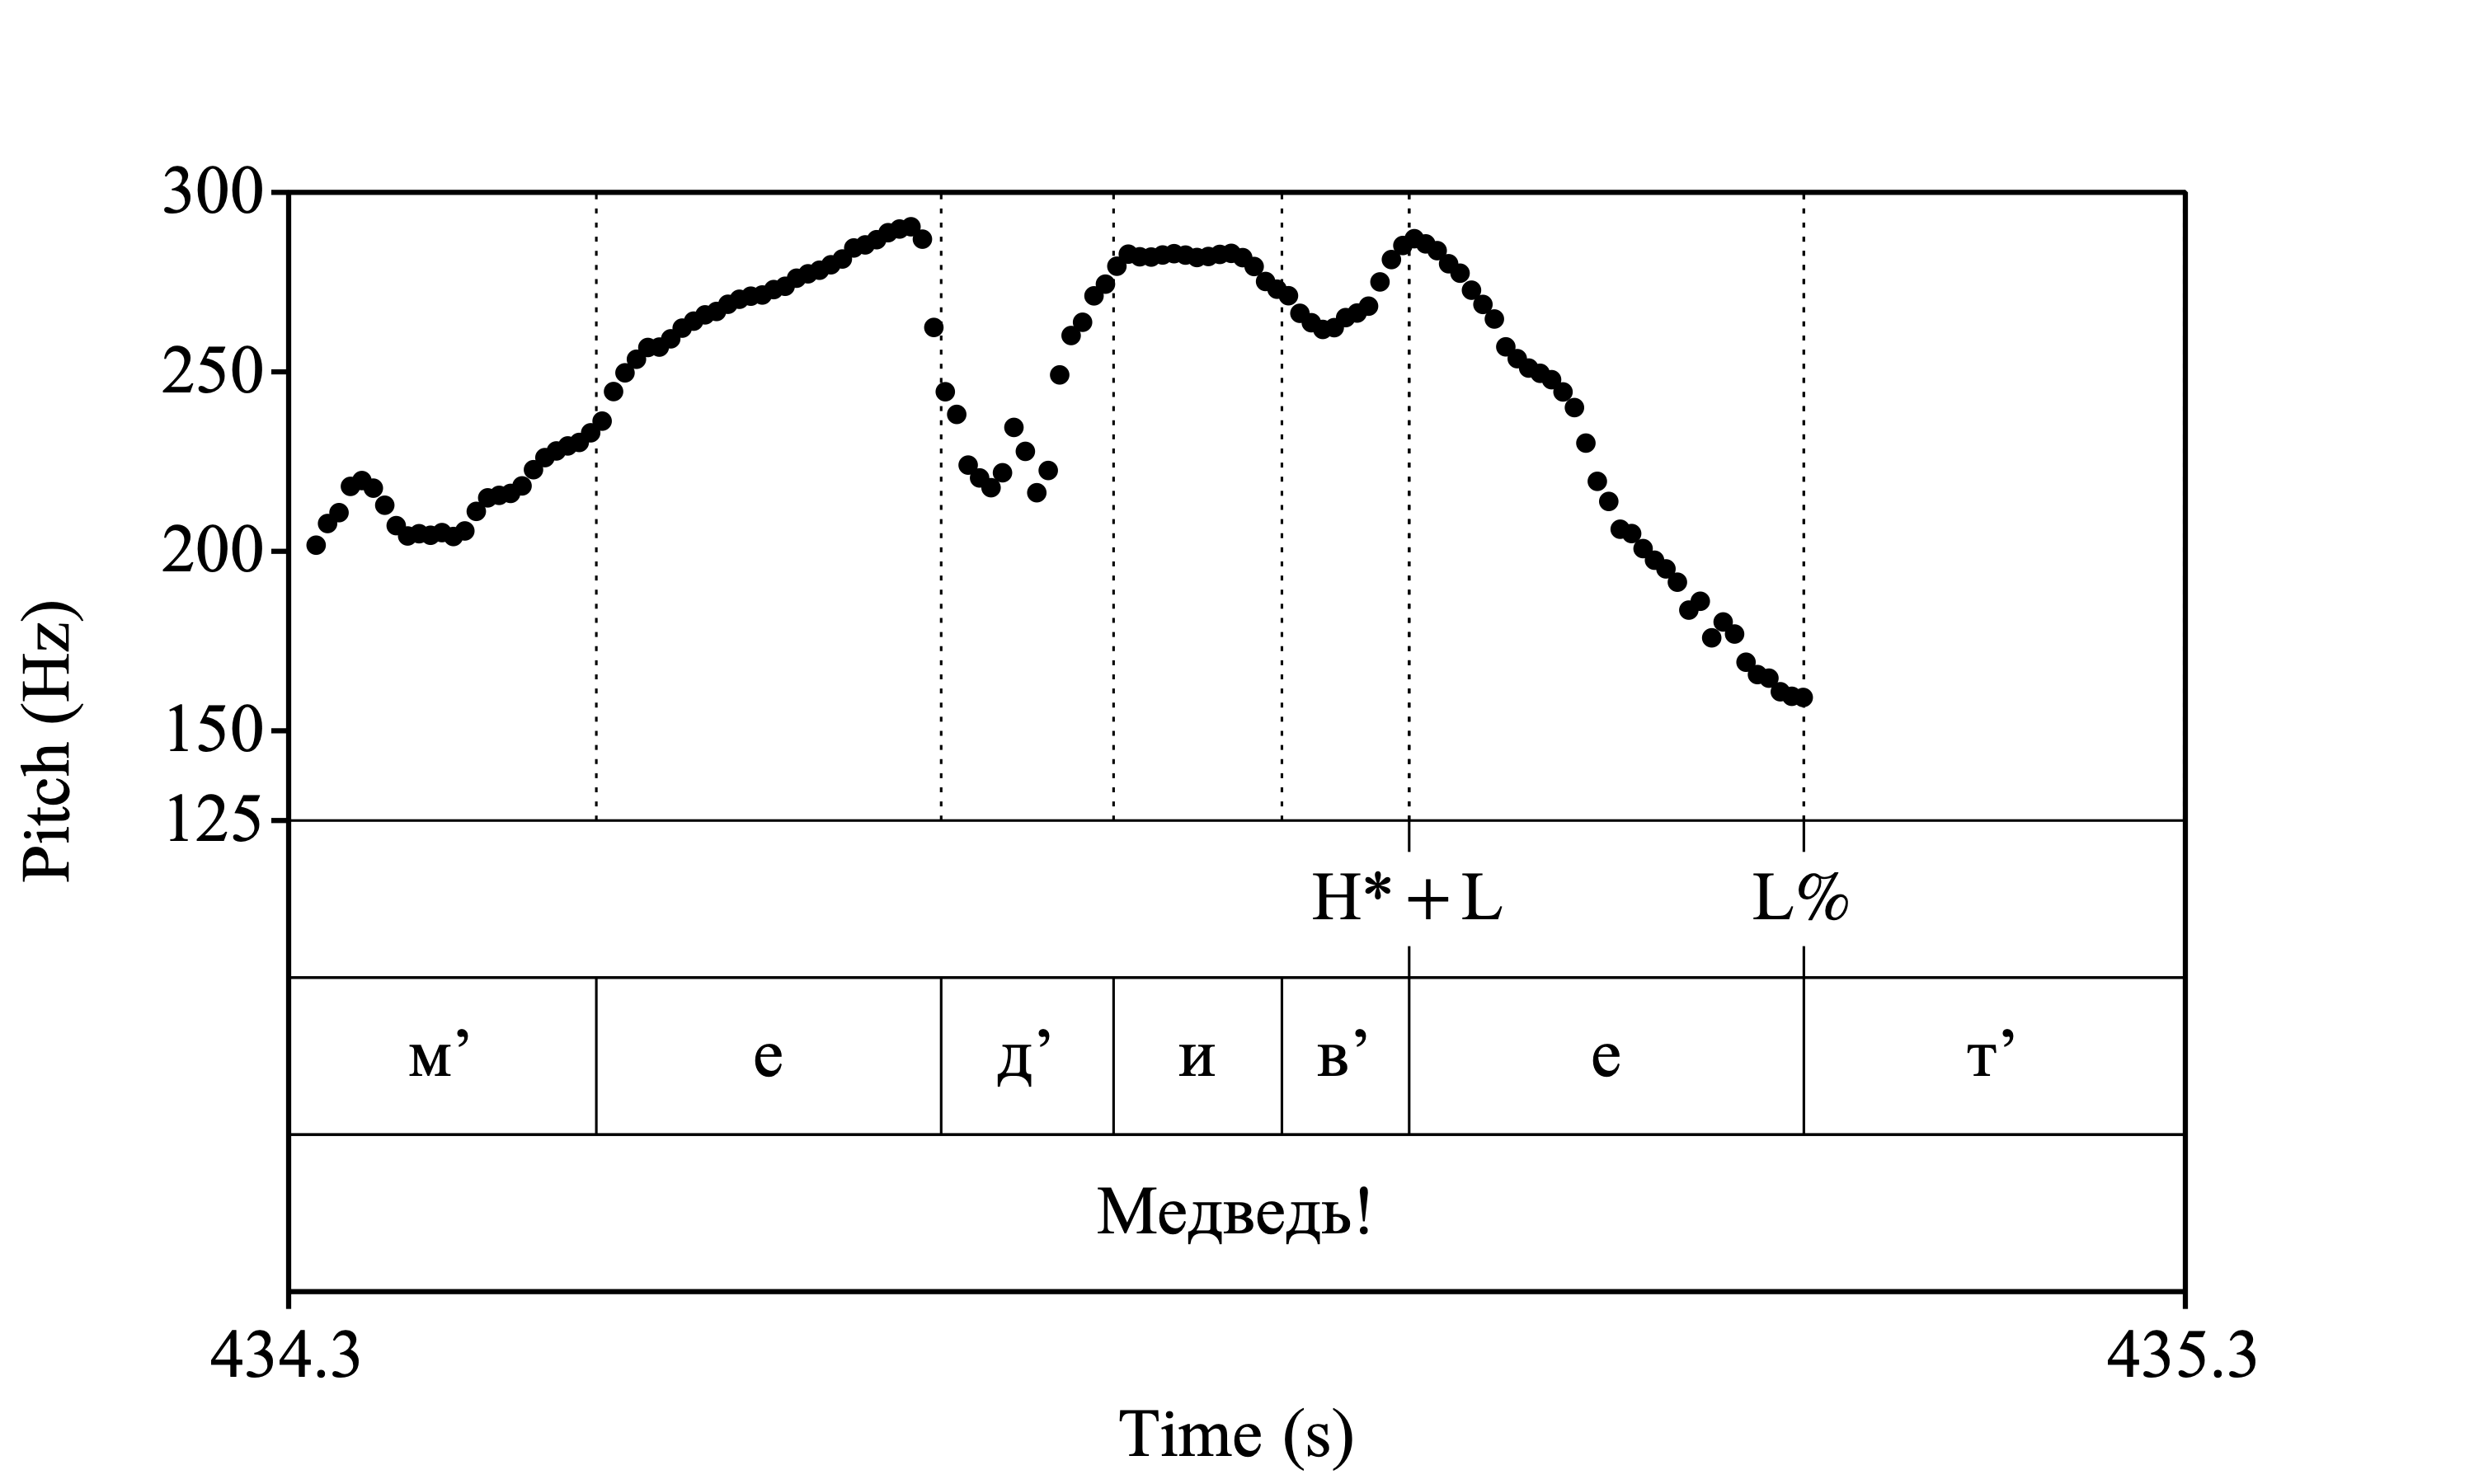 300
250
200
150
125
Pitch (Hz)
H*+L L%
м’ е д’ и в’ е т’
Медведь!
434.3 435.3
Time (s)